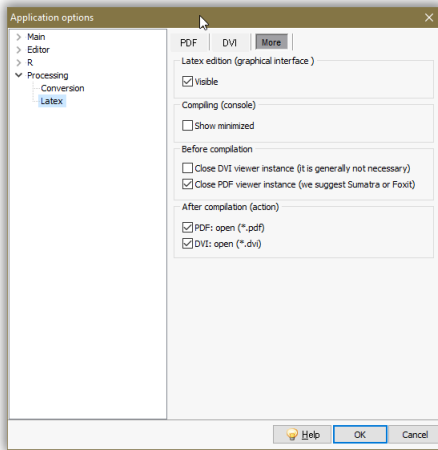 Application options
Main
Editor
R
Processing
Conversion
Latex
PDF DVI More
Latex edition (graphical interface )
Visible
Compiling (console)
Show minimized
Before compilation
Close DVI viewer instance (it is generally not necessary)
Close PDF viewer instance (we suggest Sumatra or Foxit)
After compilation (action)
PDF: open (*.pdf)
DVI: open (*.dvi)
Help OK Cancel